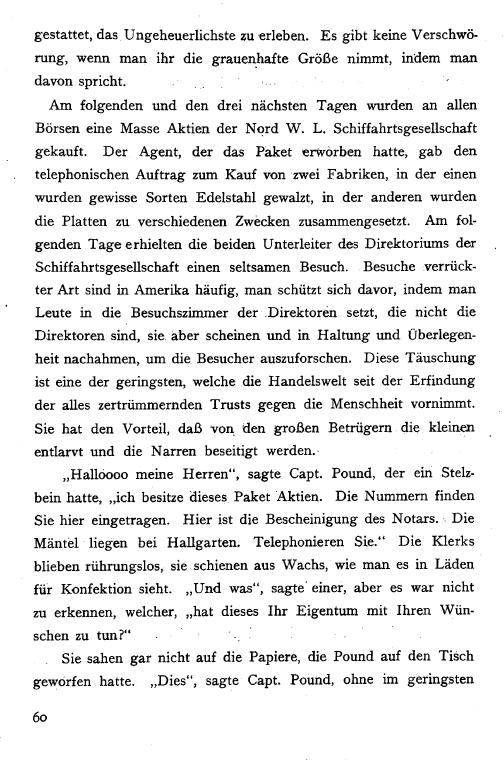 gestattet, das Ungeheuerlichste zu erleben. Es gibt keine Verschwö-
rung, wenn man ihr die grauenhafte Größe nimmt, indem man
davon spricht.
Am folgenden und den drei nächsten Tagen wurden an allen
Börsen eine Masse Aktien der Nord W. L. Schiffahrtsgesellschaft
gekauft. Der Agent, der das Paket erworben hatte, gab den
telephonischen Auftrag zum Kauf von zwei Fabriken, in der einen
wurden gewisse Sorten Edelstahl gewalzt, in der anderen wurden
die Platten zu verschiedenen Zwecken zusammengesetzt. Am fol-
genden Tage erhielten die beiden Unterleiter des Direktoriums der
Schiffahrtsgesellschaft einen seltsamen Besuch. Besuche verrück-
ter Art sind in Amerika häufig, man schützt sich davor, indem man
Leute in die Besuchszimmer der Direktoren setzt, die nicht die
Direktoren sind, sie aber scheinen und in Haltung und Überlegen-
heit nachahmen, um die Besucher auszuforschen. Diese Täuschung
ist eine der geringsten, welche die Handelswelt seit der Erfindung
der alles zertrümmernden Trusts gegen die Menschheit vornimmt.
Sie hat den Vorteil, daß von den großen Betrügern die kleinen
entlarvt und die Narren beseitigt werden.
„Halloooo meine Herren“, sagte Capt. Pound, der ein Stelz-
bein hatte, „ich besitze dieses Paket Aktien. Die Nummern finden
Sie hier eingetragen. Hier ist die Bescheinigung des Notars. Die
Mäntel liegen bei Hallgarten. Telephonieren Sie.“ Die Klerks
blieben rührungslos, sie schienen aus Wachs, wie man es in Läden
für Konfektion sieht. „Und was“, sagte einer, aber es war nicht
zu erkennen, welcher, „hat dieses Ihr Eigentum mit Ihren Wün-
schen zu tun?“
Sie sahen gar nicht auf die Papiere, die Pound auf den Tisch
geworfen hatte. „Dies“, sagte Capt. Pound, ohne im geringsten
60